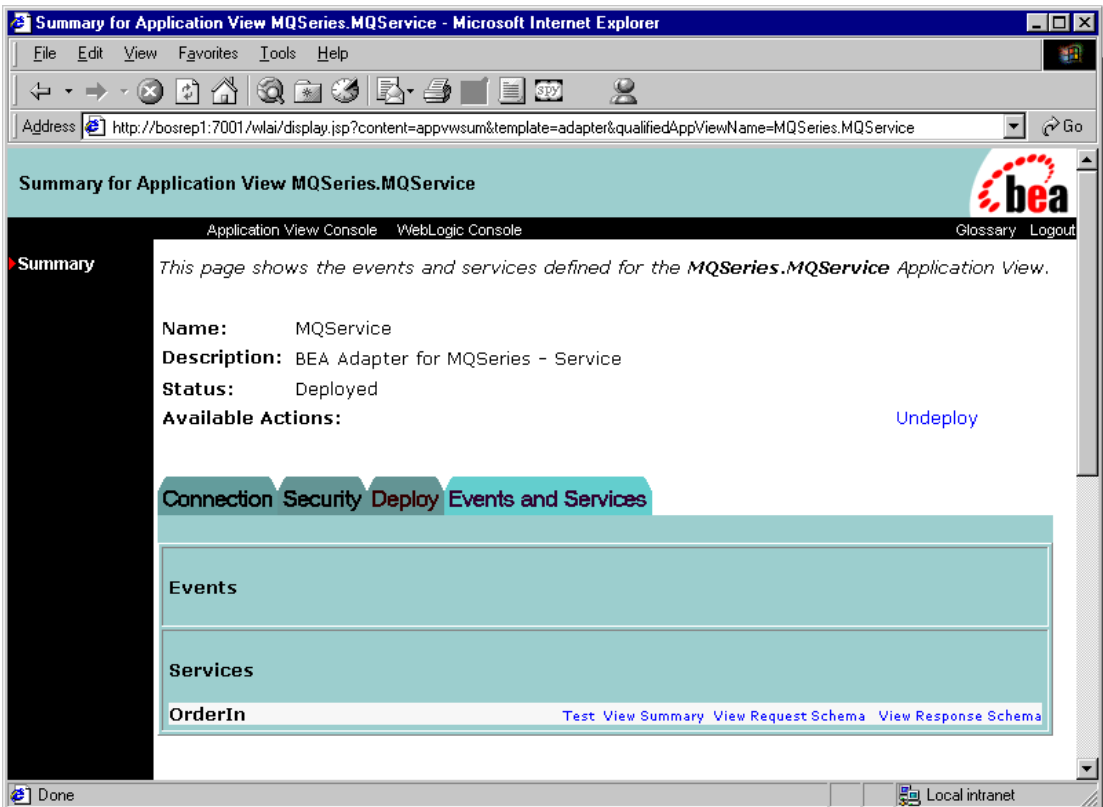 Summary for Application View MQSeries.MQService - Microsoft Internet Explorer
File Edit View Favorites Tools Help
SPY
Address http://bosrep1:7001/wlai/display.jsp?content=appvwsum&template=adapter&qualifiedAppViewName=MQSeries.MQService Go
Summary for Application View MQSeries.MQService
bea
Application View Console WebLogic Console Glossary Logout
Summary
This page shows the events and services defined for the MQSeries.MQService Application View.
Name: MQService
Description: BEA Adapter for MQSeries - Service
Status: Deployed
Available Actions: Undeploy
Connection Security Deploy Events and Services
Events
Services
OrderIn Test View Summary View Request Schema View Response Schema
Done Local intranet